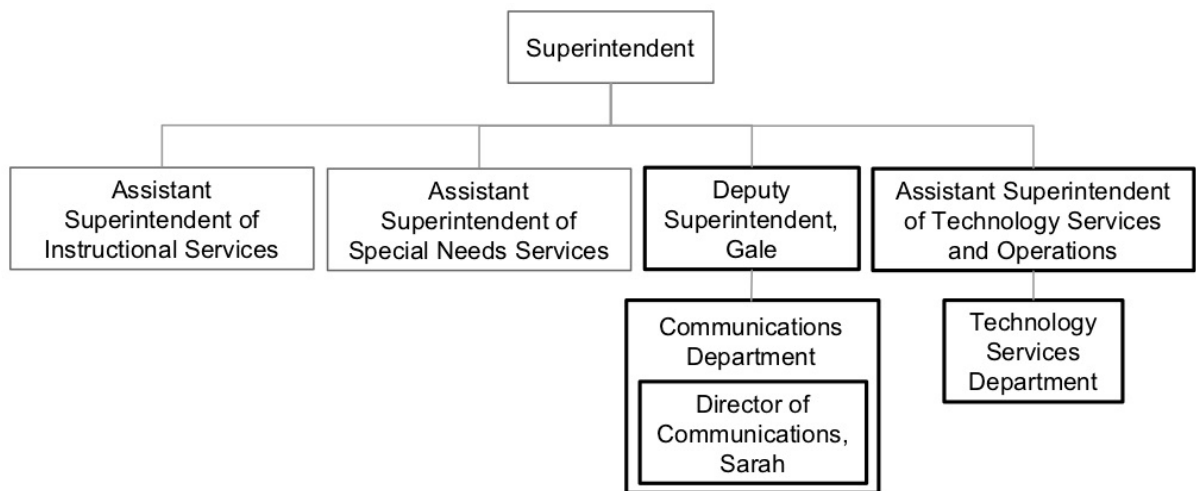 Superintendent
Assistant
Superintendent of
Instructional Services
Assistant
Superintendent of
Special Needs Services
Deputy
Superintendent,
Gale
Assistant Superintendent
of Technology Services
and Operations
Communications
Department
Director of
Communications,
Sarah
Technology
Services
Department